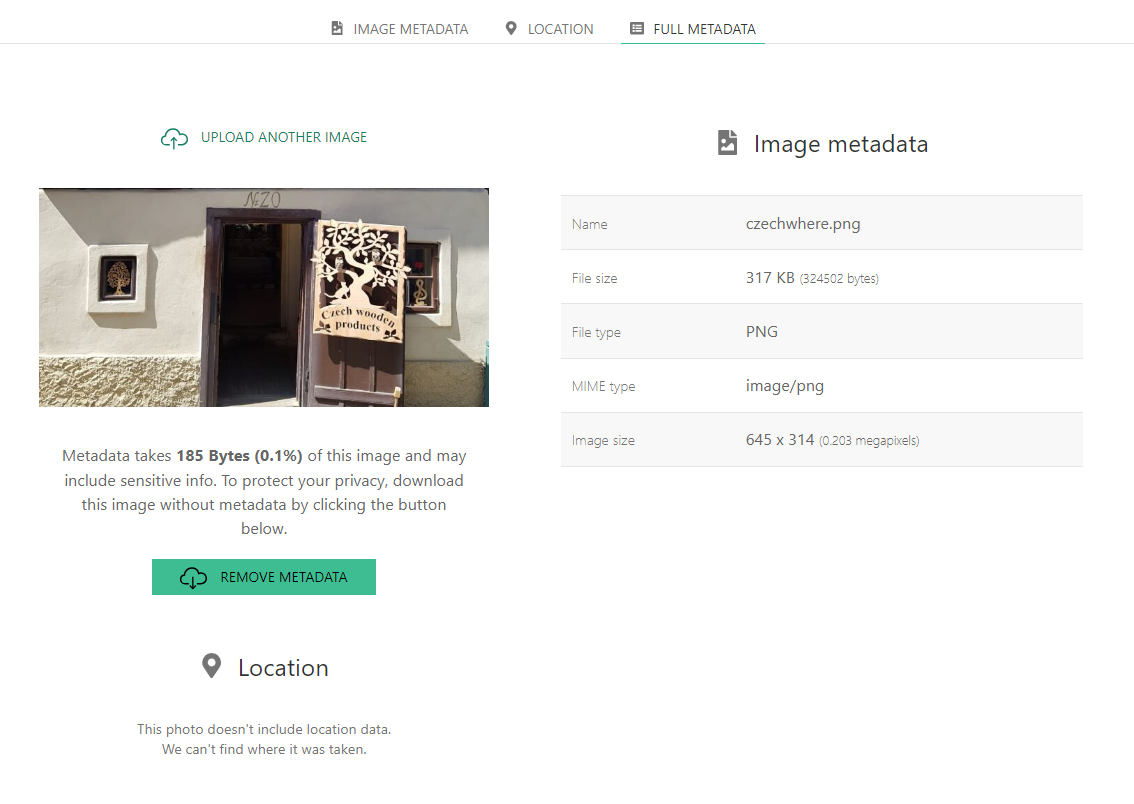 IMAGE METADATA
LOCATION
FULL METADATA
UPLOAD ANOTHER IMAGE
№20
Czech wooden
products
Metadata takes 185 Bytes (0.1%) of this image and may
include sensitive info. To protect your privacy, download
this image without metadata by clicking the button
below.
REMOVE METADATA
Location
This photo doesn't include location data.
We can't find where it was taken.
Image metadata
Name czechwhere.png
File size 317 KB (324502 bytes)
File type PNG
MIME type image/png
Image size 645 x 314 (0.203 megapixels)